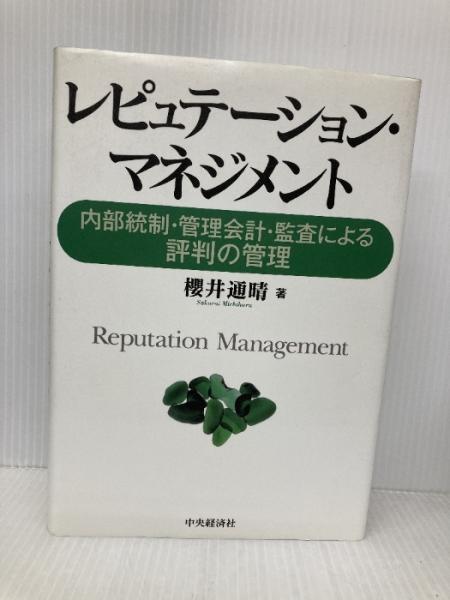 レピュテーション・
マネジメント
内部統制・管理会計・監査による
評判の管理
櫻井通晴 著
Sakurai Michiharu
Reputation Management
中央経済社